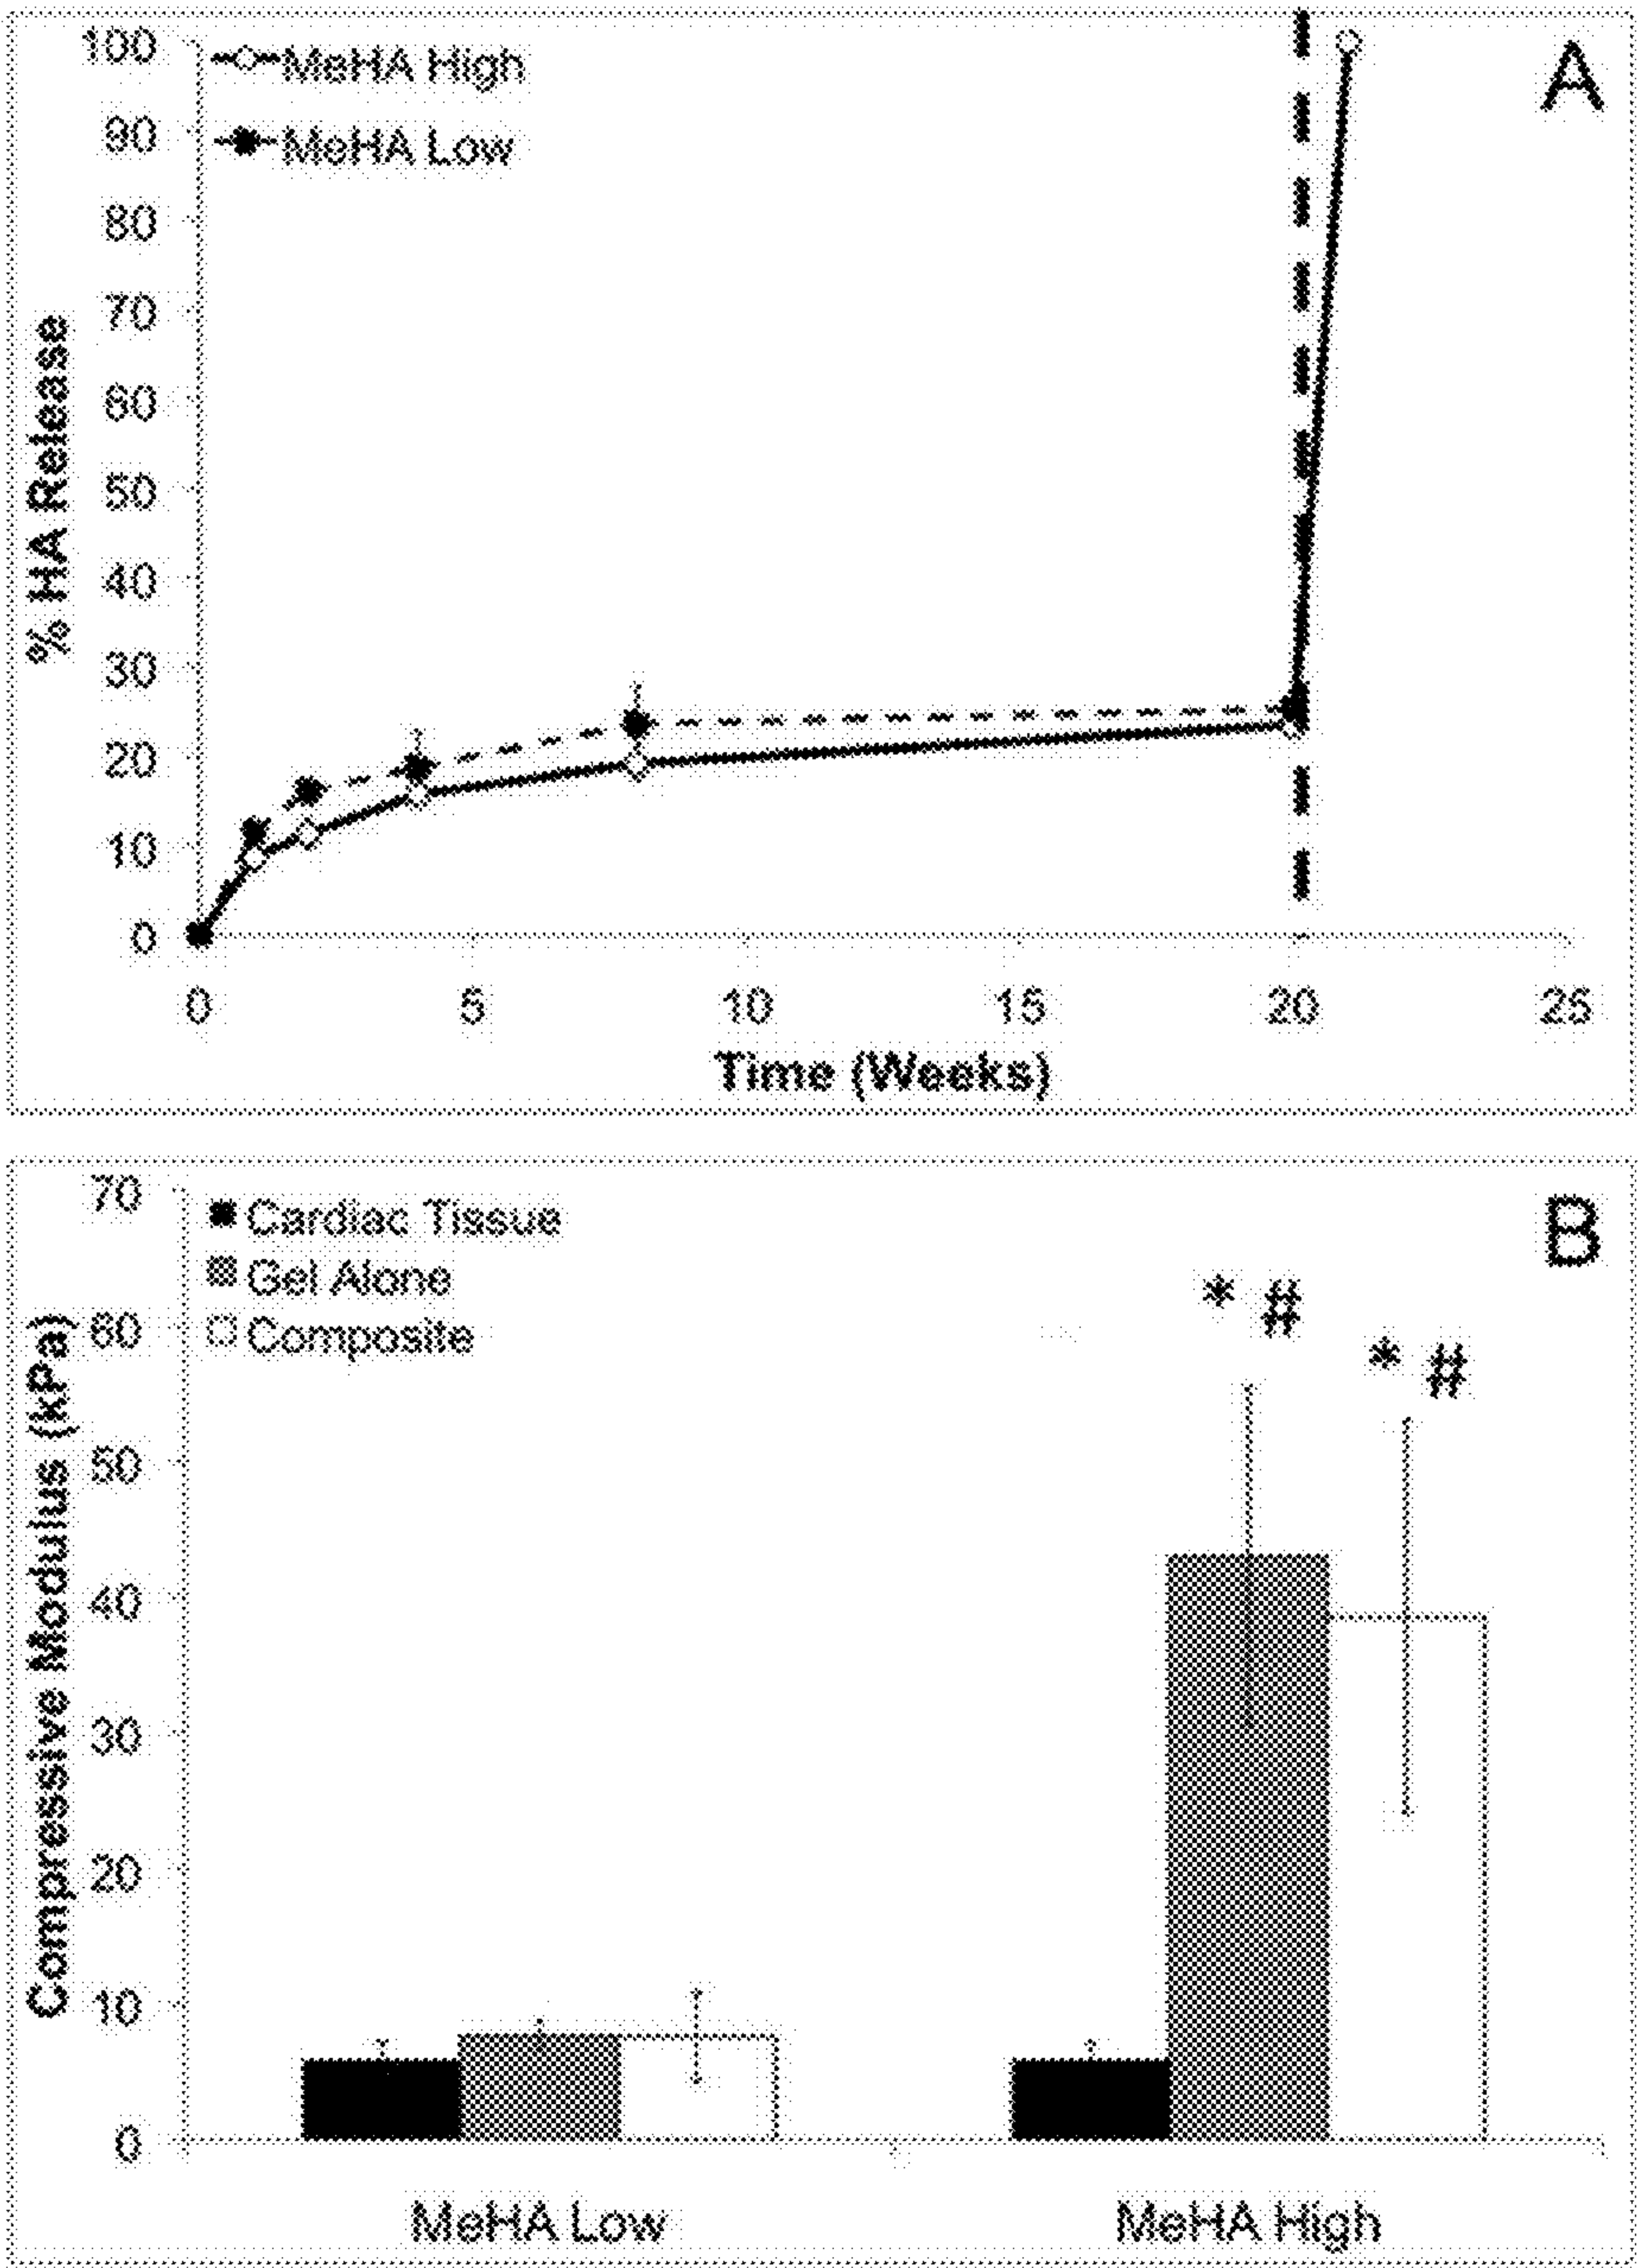 A
MeHA High
MeHA Low
% HA Release
100
90
80
70
60
50
40
30
20
10
0
0 5 10 15 20 25
Time (Weeks)
B
Cardiac Tissue
Gel Alone
Composite
Compressive Modulus (kPa)
70
60
50
40
30
20
10
0
* #
* #
MeHA Low MeHA High